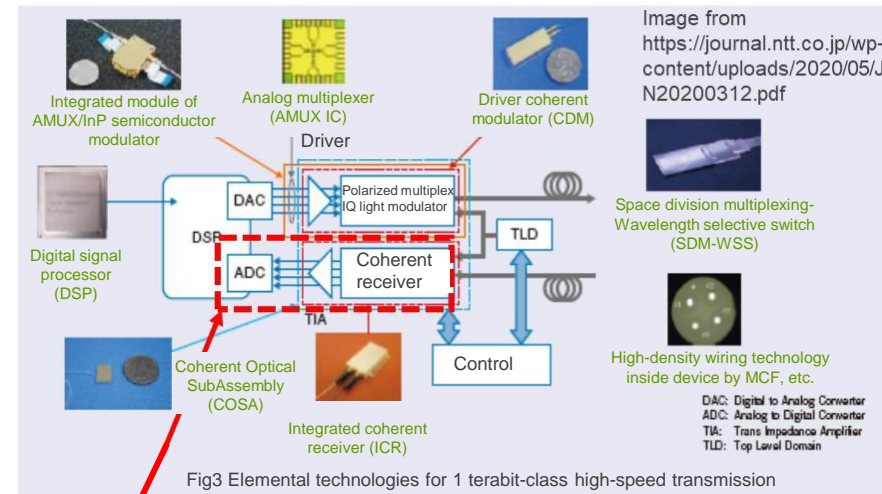 Image from
https://journal.ntt.co.jp/wp-
content/uploads/2020/05/J
N20200312.pdf
Integrated module of
AMUX/InP semiconductor
modulator
Analog multiplexer
(AMUX IC)
Driver coherent
modulator (CDM)
Driver
Digital signal
processor
(DSP)
DSP
DAC
Polarized multiplex
IQ light modulator
TLD
Space division multiplexing-
Wavelength selective switch
(SDM-WSS)
ADC
Coherent
receiver
TIA
Control
Coherent Optical
SubAssembly
(COSA)
Integrated coherent
receiver (ICR)
High-density wiring technology
inside device by MCF, etc.
DAC: Digital to Analog Converter
ADC: Analog to Digital Converter
TIA: Trans Impedance Amplifier
TLD: Top Level Domain
Fig3 Elemental technologies for 1 terabit-class high-speed transmission